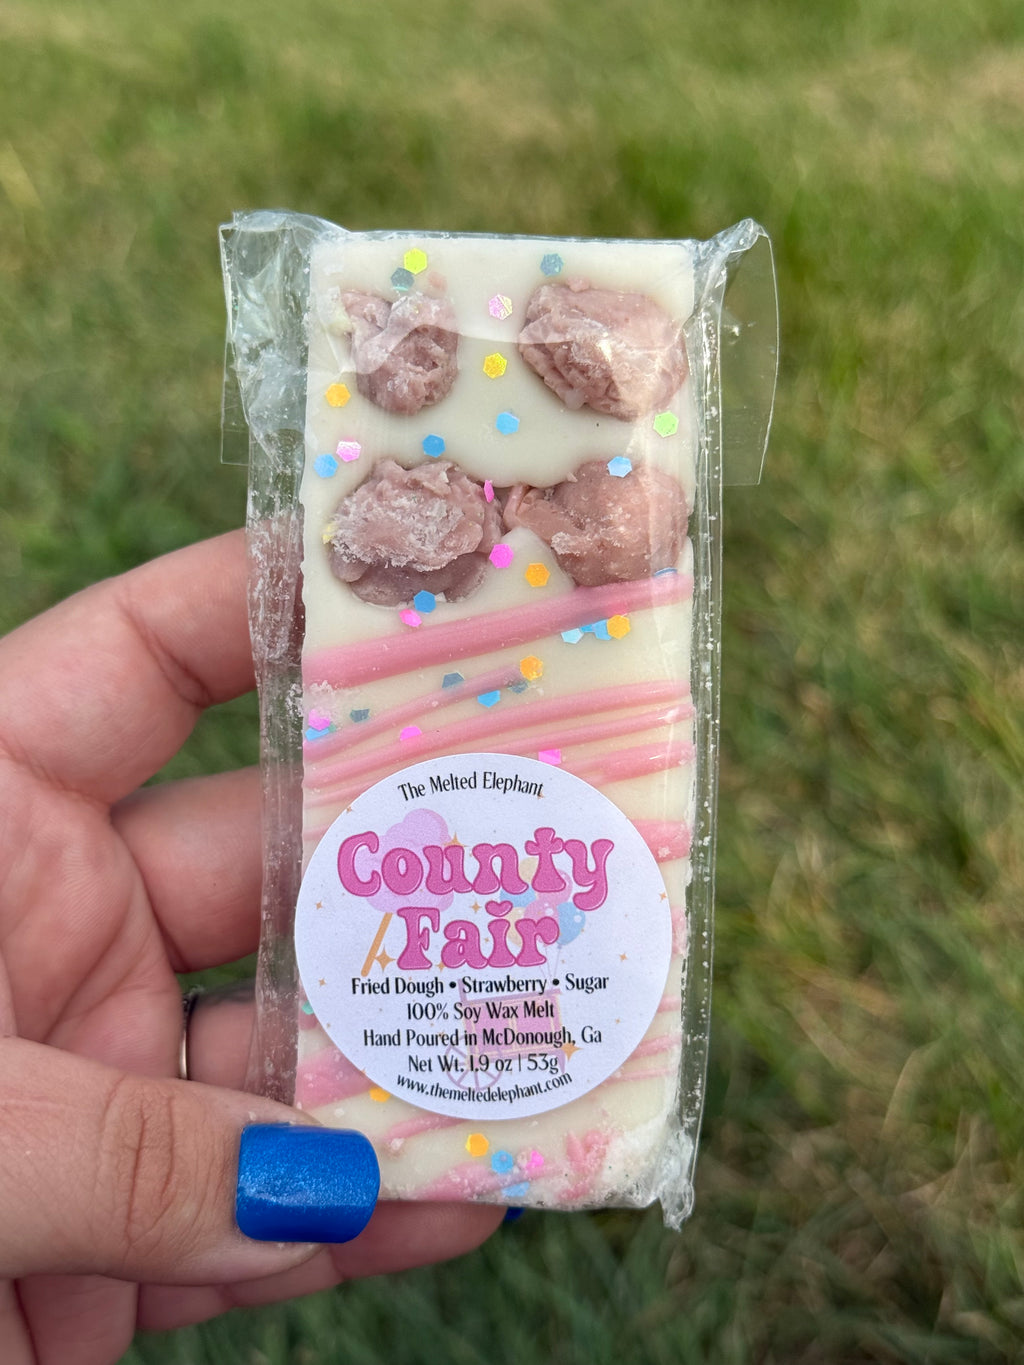 The Melted Elephant
County
Fair
Fried Dough • Strawberry • Sugar
100% Soy Wax Melt
Hand Poured in McDonough, Ga
Net Wt. 1.9 oz | 53g
www.themeltedelephant.com